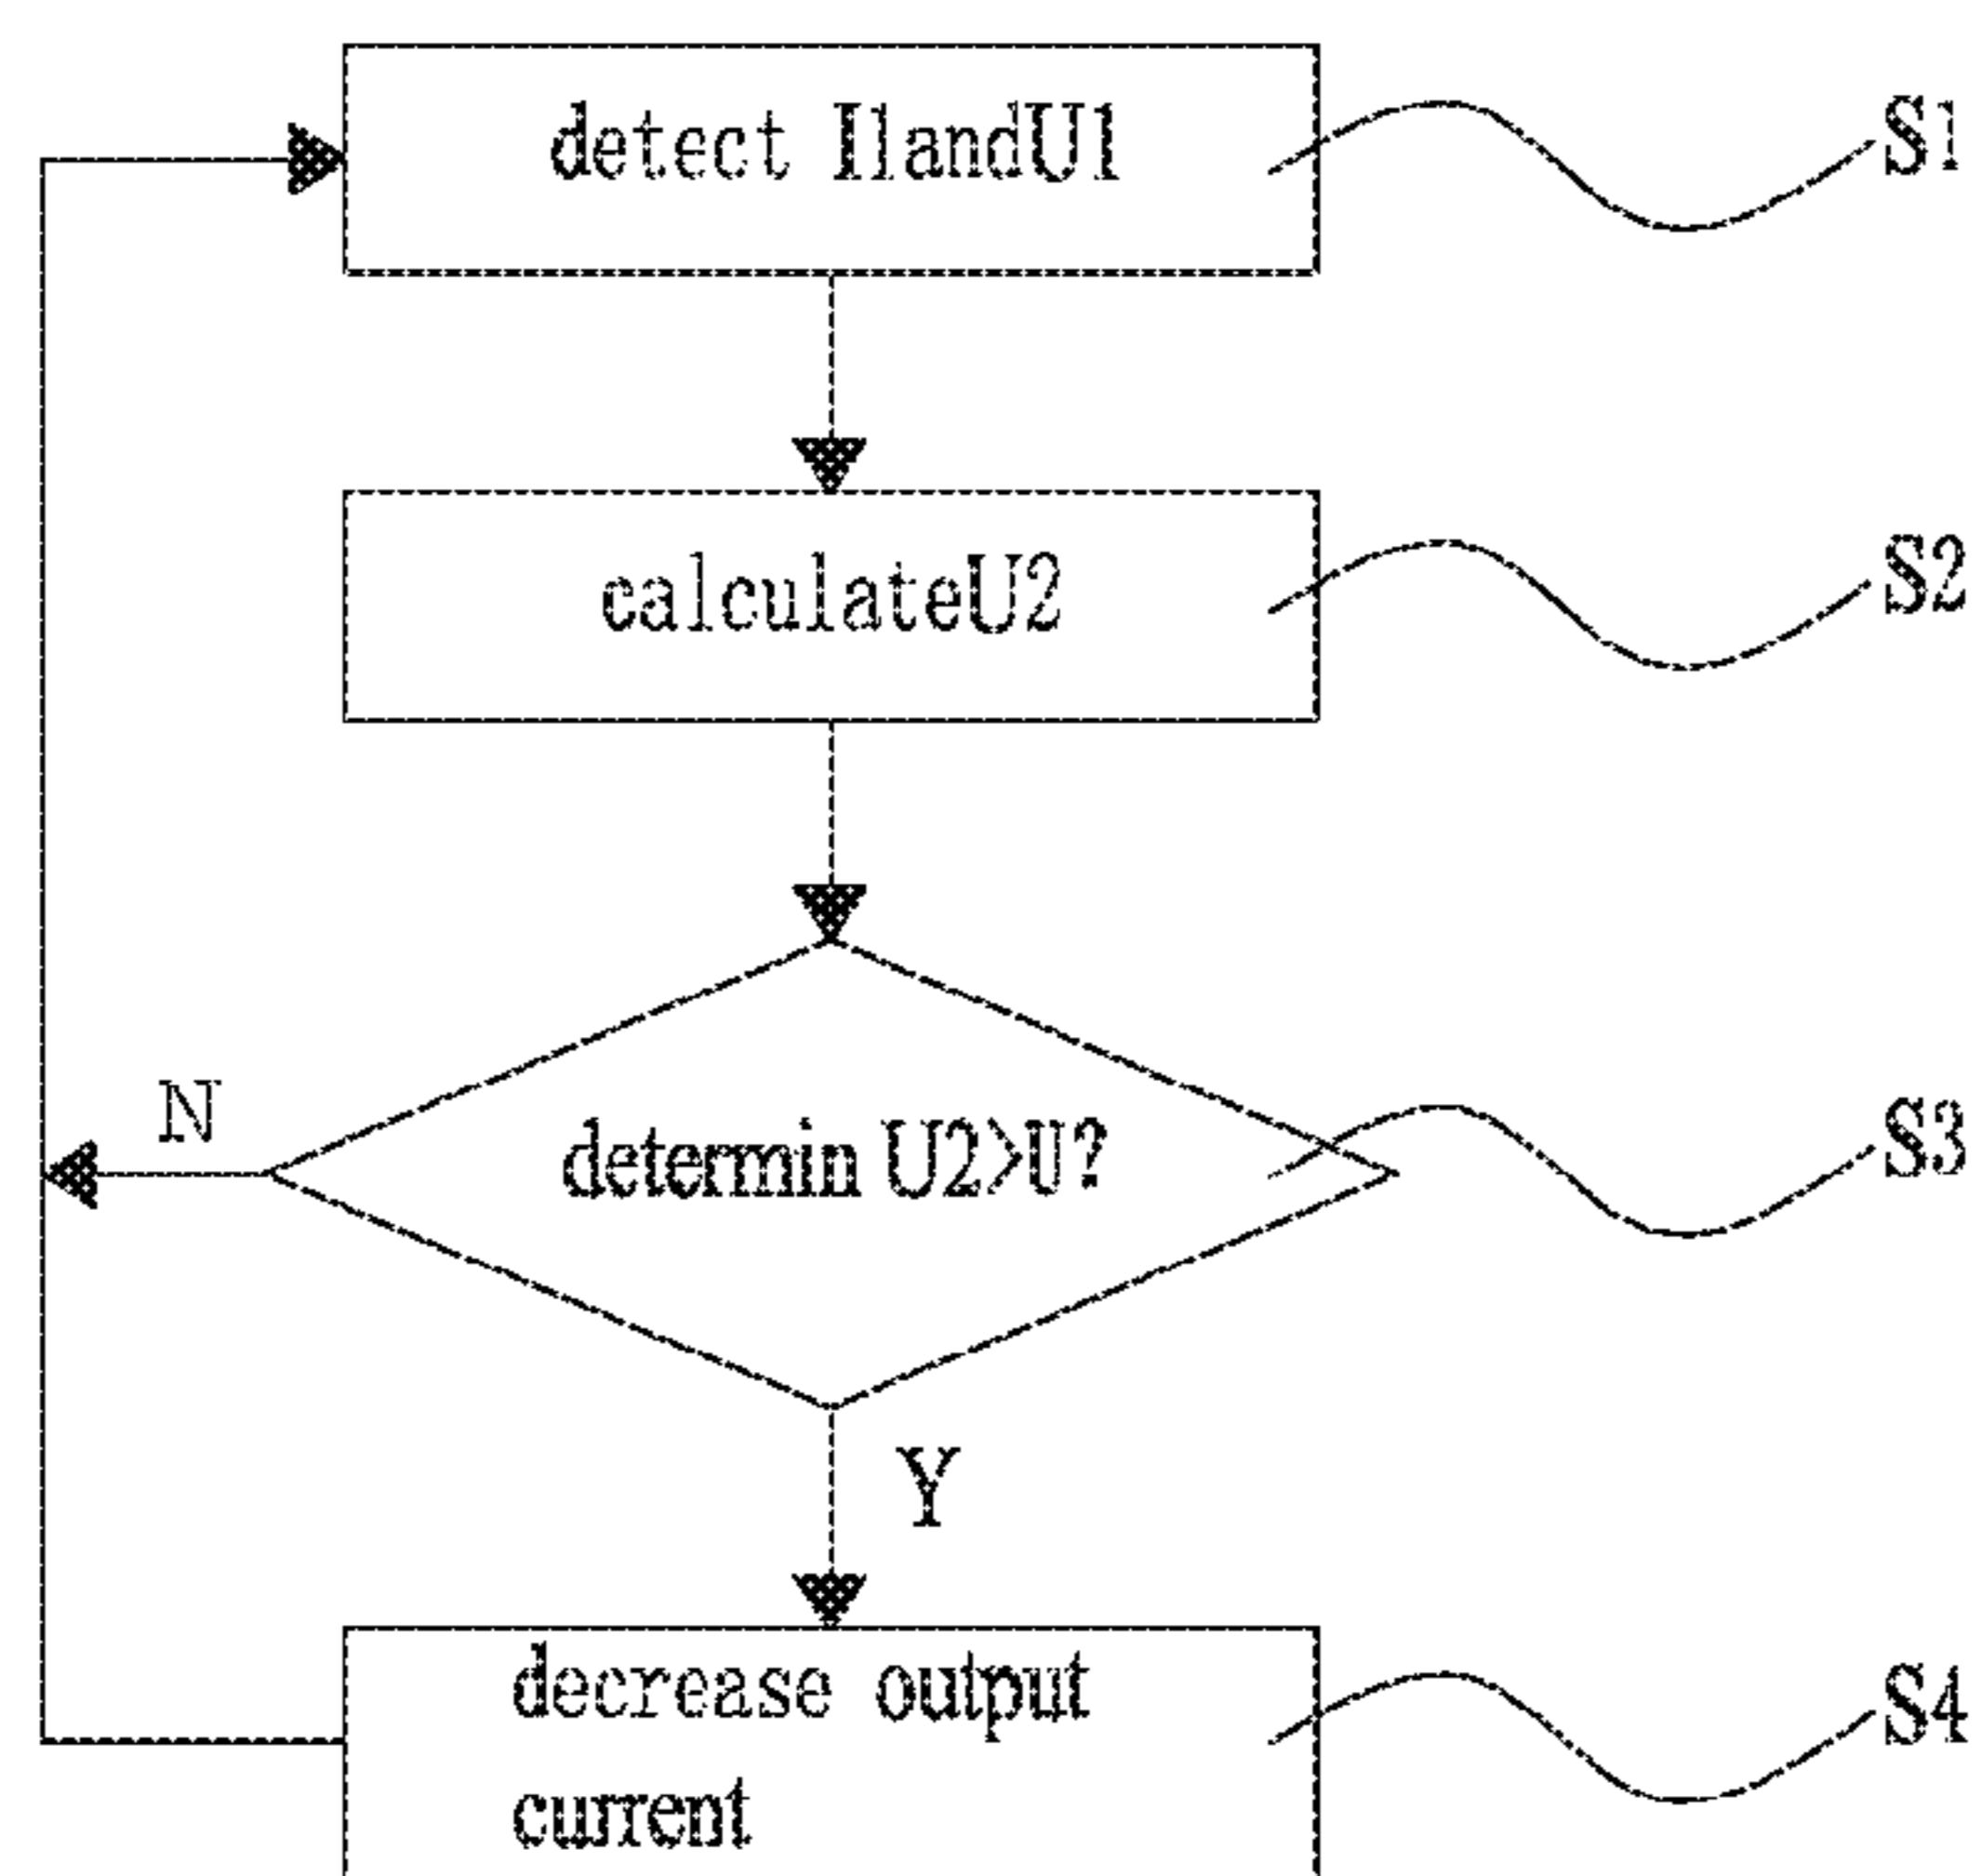 detect I1andU1
S1
calculateU2
S2
N
determin U2>U?
S3
Y
decrease output
current
S4